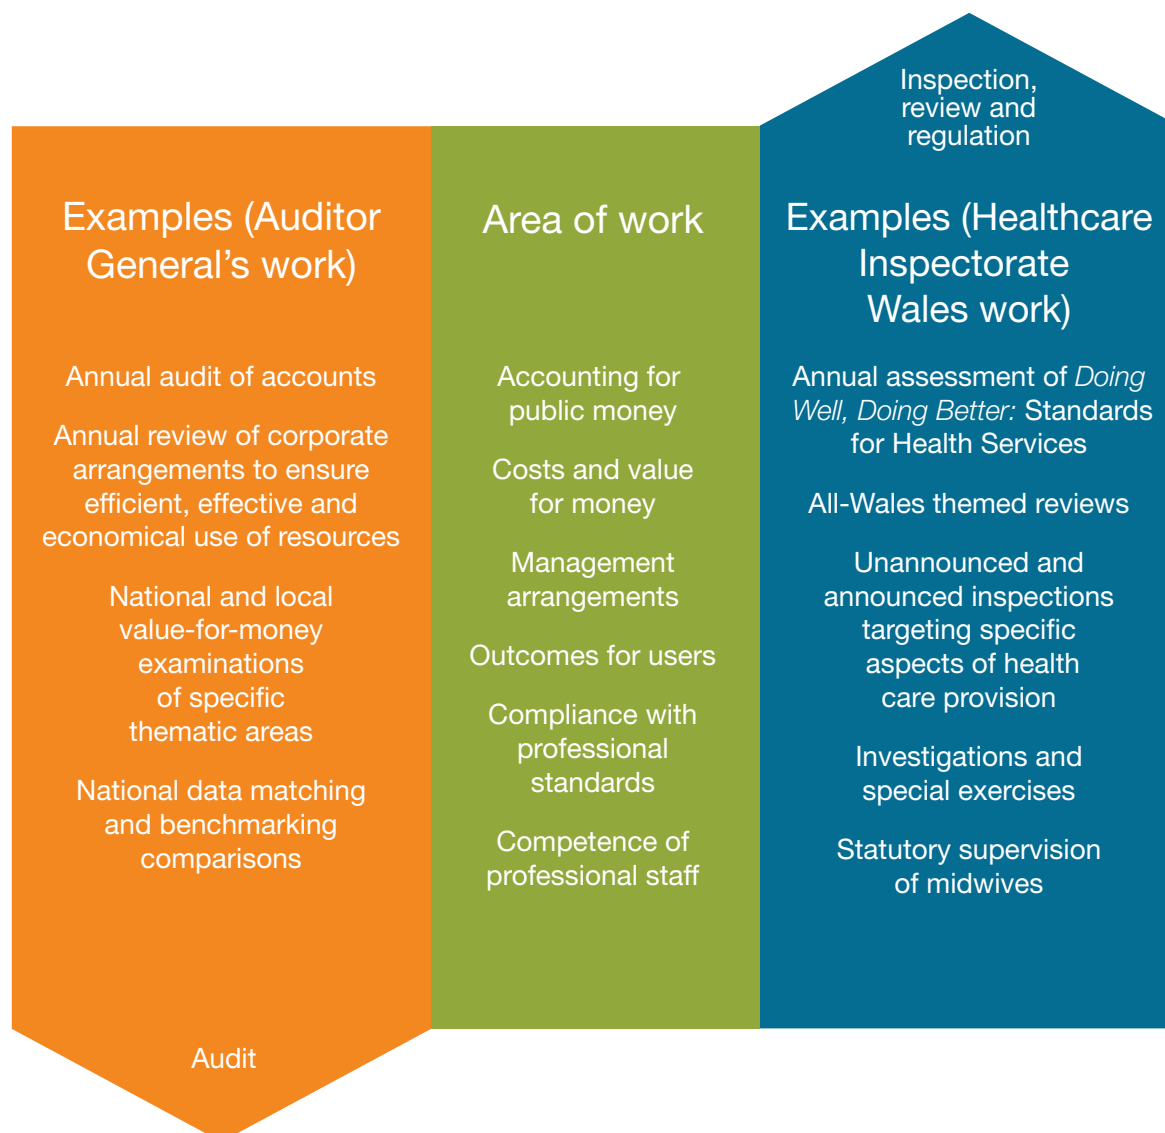 Inspection,
review and
regulation
Examples (Auditor
General’s work)
Annual audit of accounts
Annual review of corporate
arrangements to ensure
efficient, effective and
economical use of resources
National and local
value-for-money
examinations
of specific
thematic areas
National data matching
and benchmarking
comparisons
Audit
Area of work
Accounting for
public money
Costs and value
for money
Management
arrangements
Outcomes for users
Compliance with
professional
standards
Competence of
professional staff
Examples (Healthcare
Inspectorate
Wales work)
Annual assessment of Doing
Well, Doing Better: Standards
for Health Services
All-Wales themed reviews
Unannounced and
announced inspections
targeting specific
aspects of health
care provision
Investigations and
special exercises
Statutory supervision
of midwives